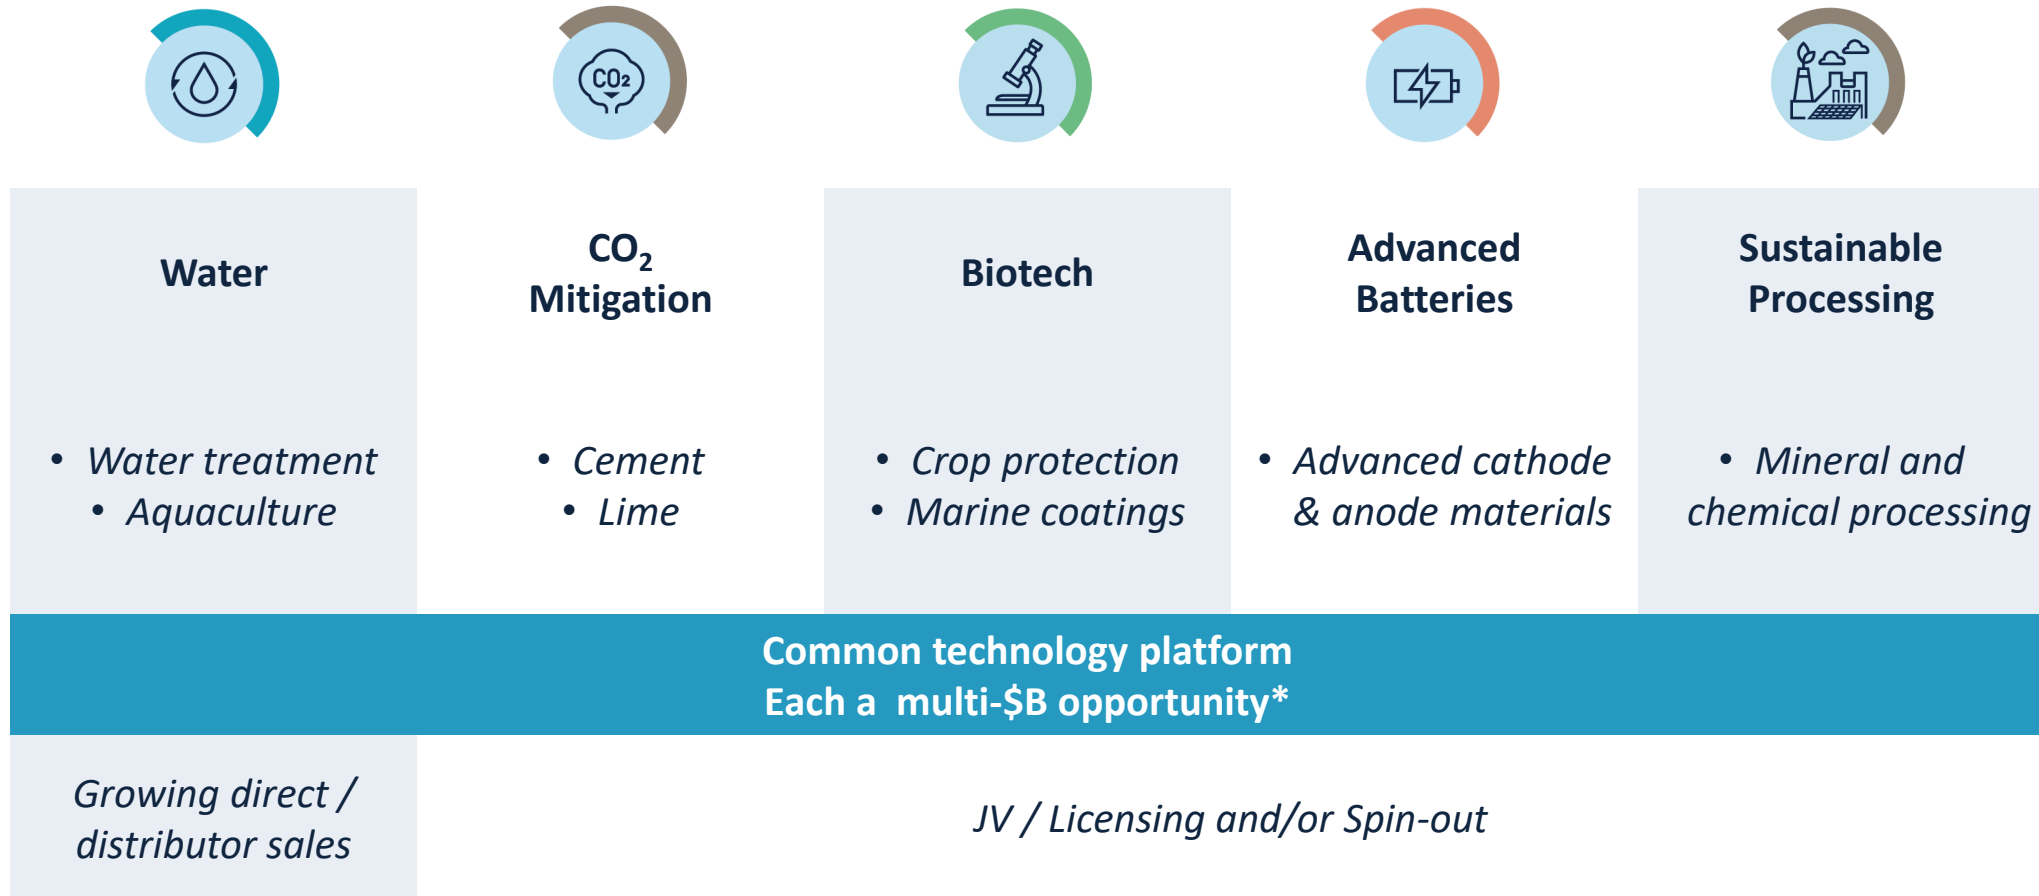 CO₂
Water
CO₂
Mitigation
Biotech
Advanced
Batteries
Sustainable
Processing
• Water treatment
• Aquaculture
• Cement
• Lime
• Crop protection
• Marine coatings
• Advanced cathode
& anode materials
• Mineral and
chemical processing
Common technology platform
Each a  multi-$B opportunity*
Growing direct /
distributor sales
JV / Licensing and/or Spin-out